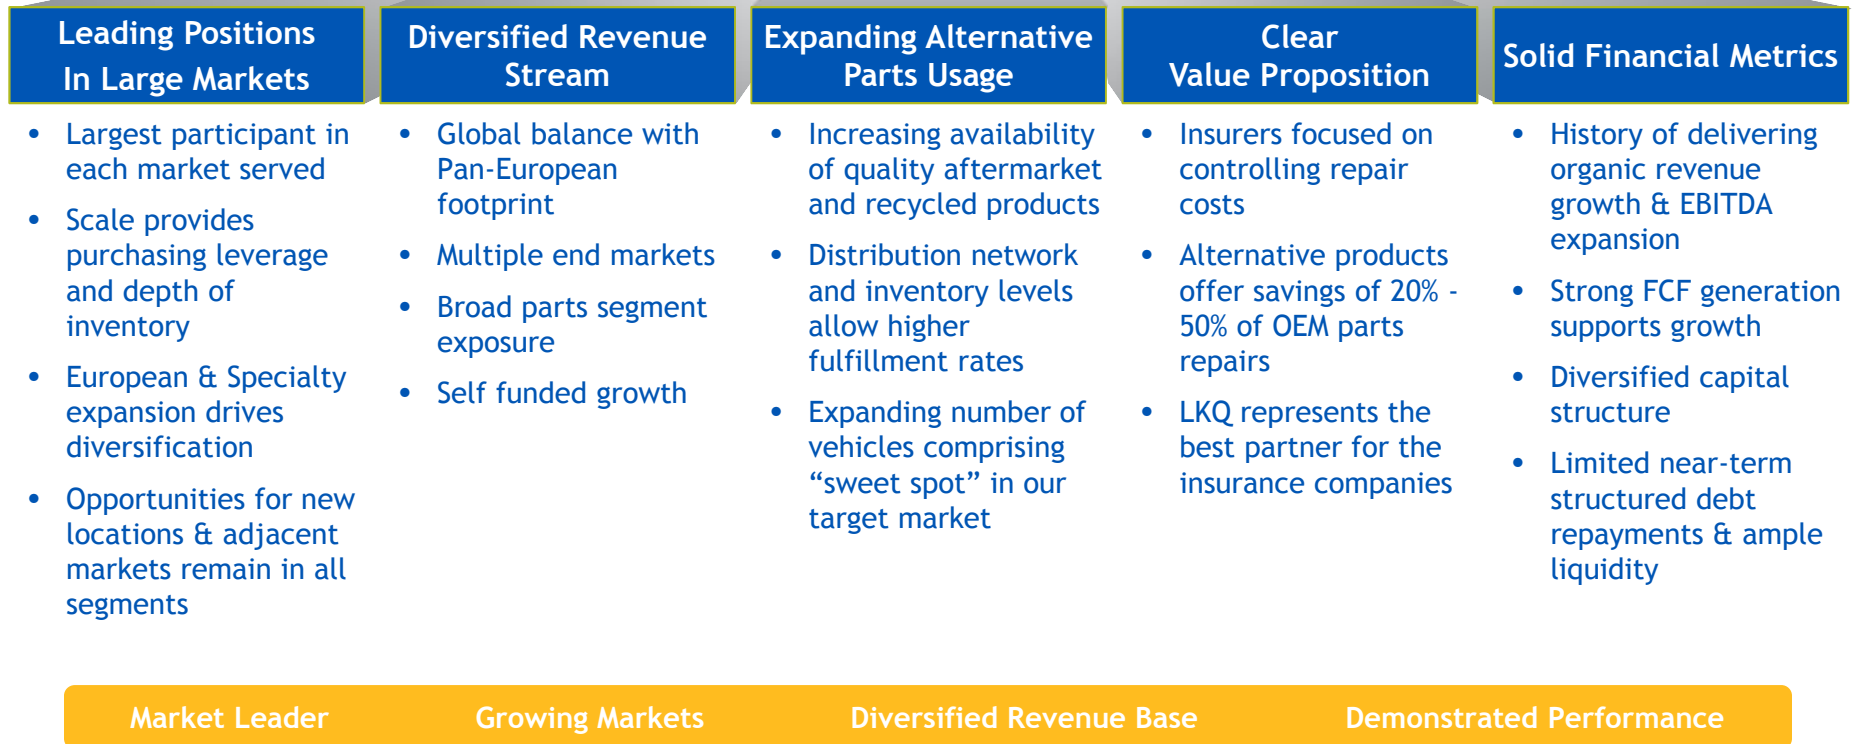 Leading Positions
In Large Markets
• Largest participant in
each market served
• Scale provides
purchasing leverage
and depth of
inventory
• European & Specialty
expansion drives
diversification
• Opportunities for new
locations & adjacent
markets remain in all
segments
Diversified Revenue
Stream
• Global balance with
Pan-European
footprint
• Multiple end markets
• Broad parts segment
exposure
• Self funded growth
Expanding Alternative
Parts Usage
• Increasing availability
of quality aftermarket
and recycled products
• Distribution network
and inventory levels
allow higher
fulfillment rates
• Expanding number of
vehicles comprising
“sweet spot” in our
target market
Clear
Value Proposition
• Insurers focused on
controlling repair
costs
• Alternative products
offer savings of 20% -
50% of OEM parts
repairs
• LKQ represents the
best partner for the
insurance companies
Solid Financial Metrics
• History of delivering
organic revenue
growth & EBITDA
expansion
• Strong FCF generation
supports growth
• Diversified capital
structure
• Limited near-term
structured debt
repayments & ample
liquidity
Market Leader Growing Markets Diversified Revenue Base Demonstrated Performance